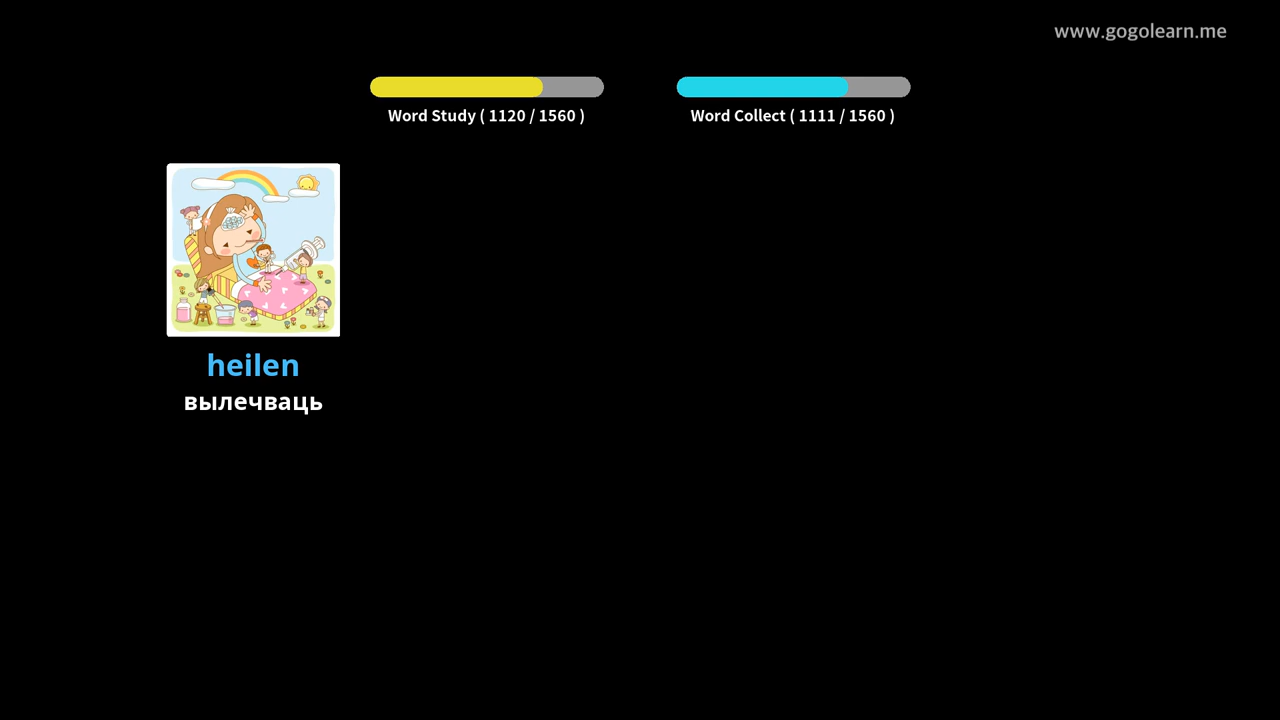 www.gogolearn.me
Word Study ( 1120 / 1560 )
Word Collect ( 1111 / 1560 )
heilen
вылечваць